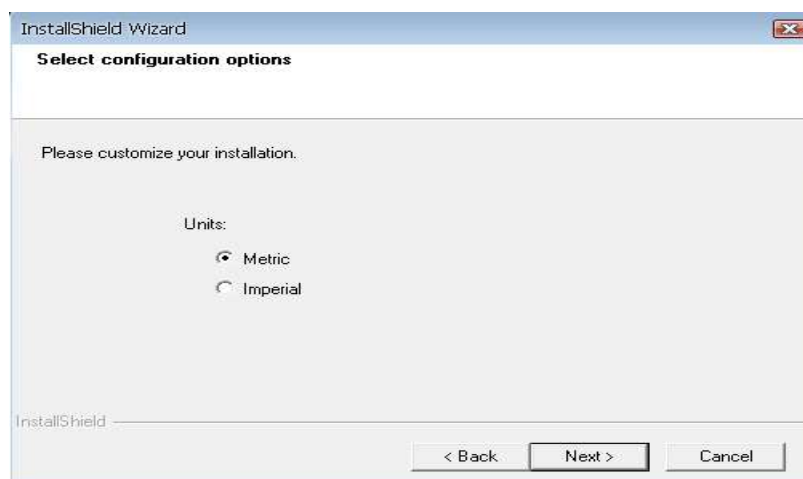 InstallShield Wizard
Select configuration options
Please customize your installation.
Units:
Metric
Imperial
InstallShield
< Back Next > Cancel